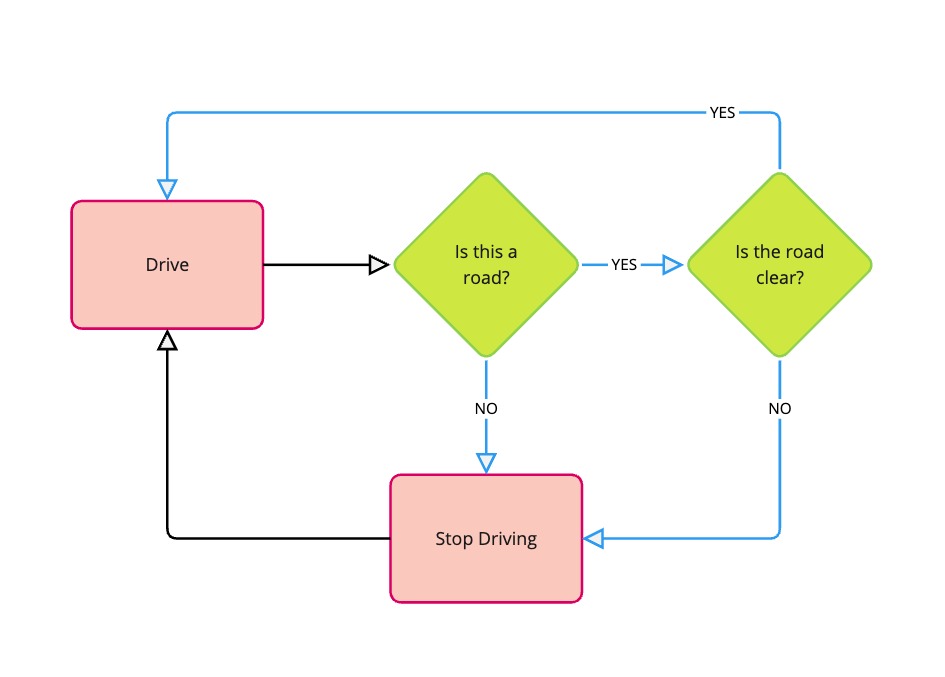 YES
Drive
Is this a
road?
YES
Is the road
clear?
NO
NO
Stop Driving